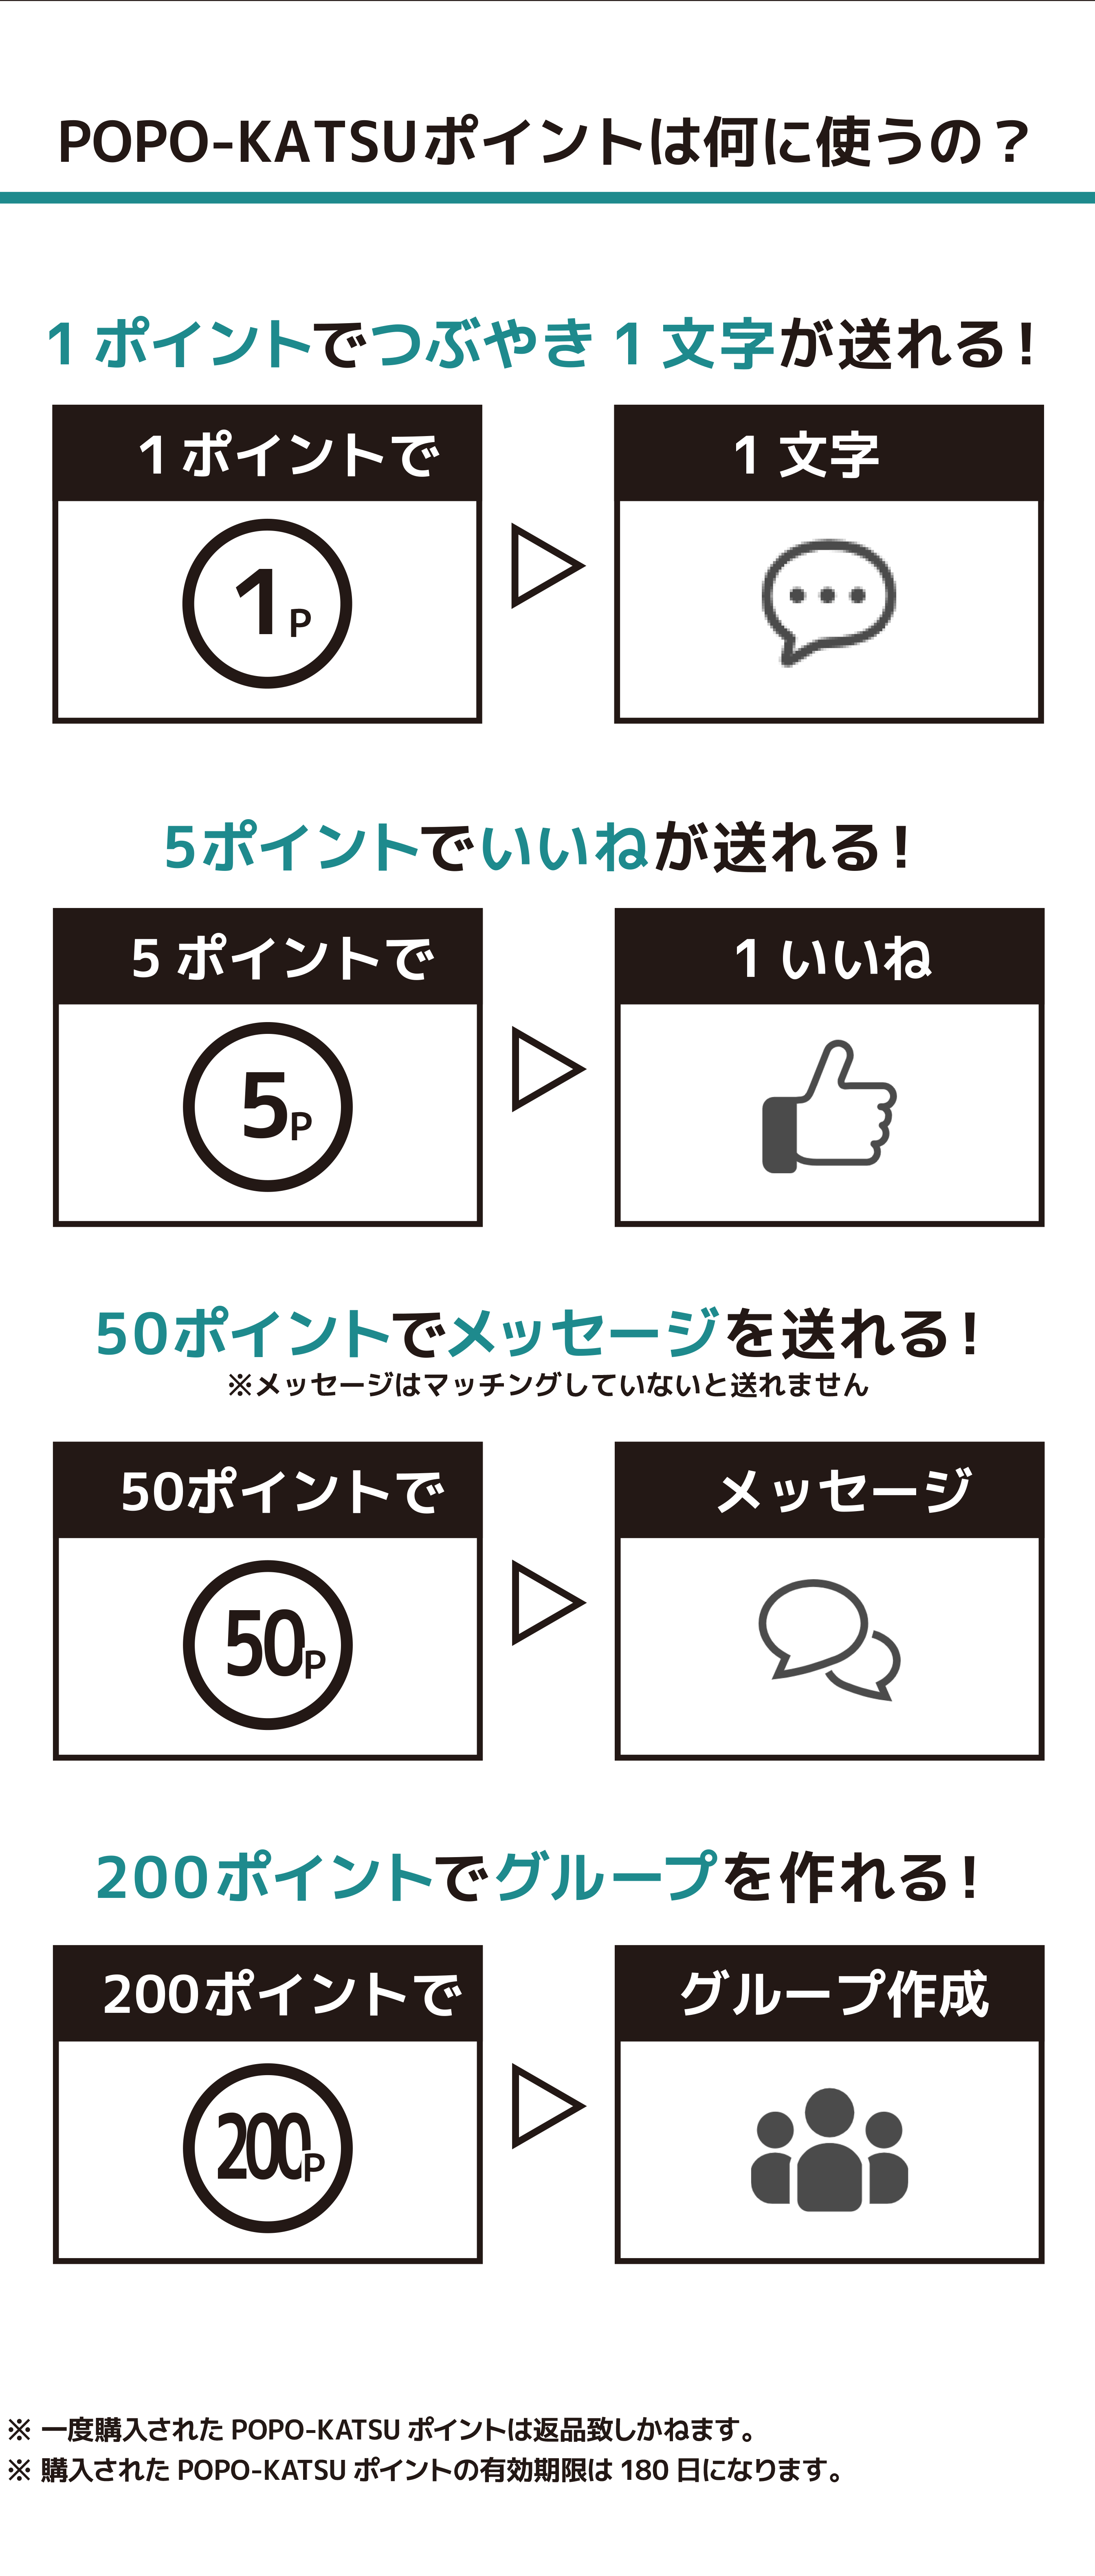 POPO-KATSUポイントは何に使うの？
1ポイントでつぶやき1文字が送れる！
1ポイントで
1文字
1P
5ポイントでいいねが送れる！
5ポイントで
1いいね
5P
50ポイントでメッセージを送れる！
※メッセージはマッチングしていないと送れません
50ポイントで
メッセージ
50P
200ポイントでグループを作れる！
200ポイントで
グループ作成
200P
※ 一度購入された POPO-KATSU ポイントは返品致しかねます。
※ 購入された POPO-KATSU ポイントの有効期限は 180 日になります。